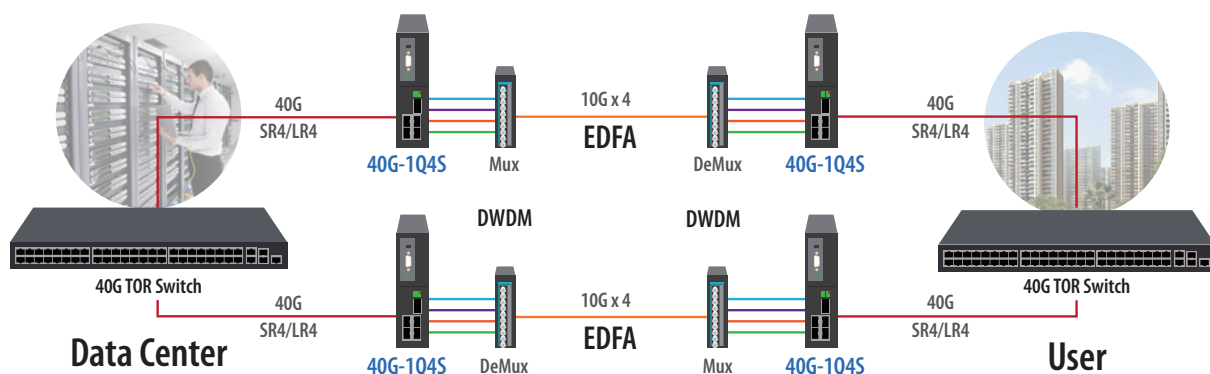 40G
SR4/LR4
40G-1Q4S
Mux
10G x 4
EDFA
DeMux
40G-1Q4S
40G
SR4/LR4
DWDM
DWDM
40G TOR Switch
40G TOR Switch
40G
SR4/LR4
40G-1Q4S
DeMux
10G x 4
EDFA
Mux
40G-1Q4S
40G
SR4/LR4
Data Center
User